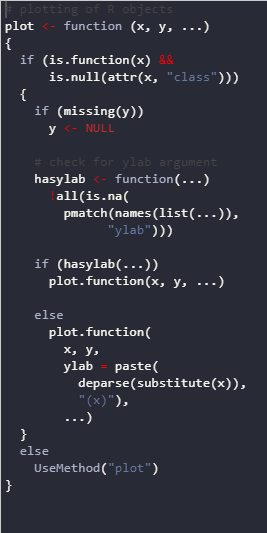 # plotting of R objects
plot <- function (x, y, ...)
{
  if (is.function(x) &&
      is.null(attr(x, "class")))
  {
    if (missing(y))
      y <- NULL

    # check for ylab argument
    hasylab <- function(...)
      !all(is.na(
        pmatch(names(list(...)),
              "ylab")))

    if (hasylab(...))
      plot.function(x, y, ...)

    else
      plot.function(
        x, y,
        ylab = paste(
          deparse(substitute(x)),
          "(x)"),
        ...)
  }
  else
    UseMethod("plot")
}